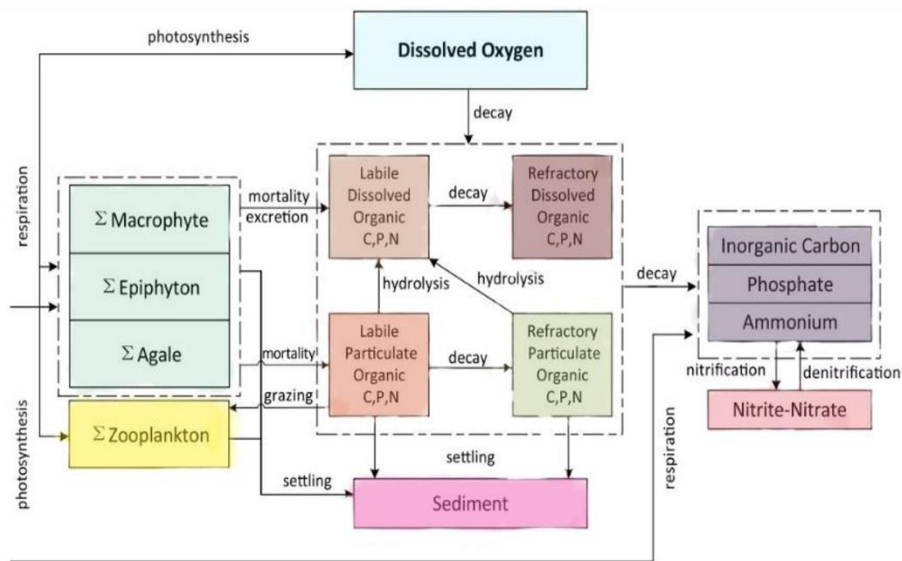 photosynthesis
Dissolved Oxygen
decay
respiration
Σ Macrophyte
Σ Epiphyton
Σ Agale
mortality
excretion
Labile
Dissolved
Organic
C,P,N
decay
Refractory
Dissolved
Organic
C,P,N
hydrolysis
hydrolysis
decay
Inorganic Carbon
Phosphate
Ammonium
mortality
Labile
Particulate
Organic
C,P,N
decay
Refractory
Particulate
Organic
C,P,N
nitrification
denitrification
Nitrite-Nitrate
grazing
Σ Zooplankton
photosynthesis
settling
settling
Sediment
respiration